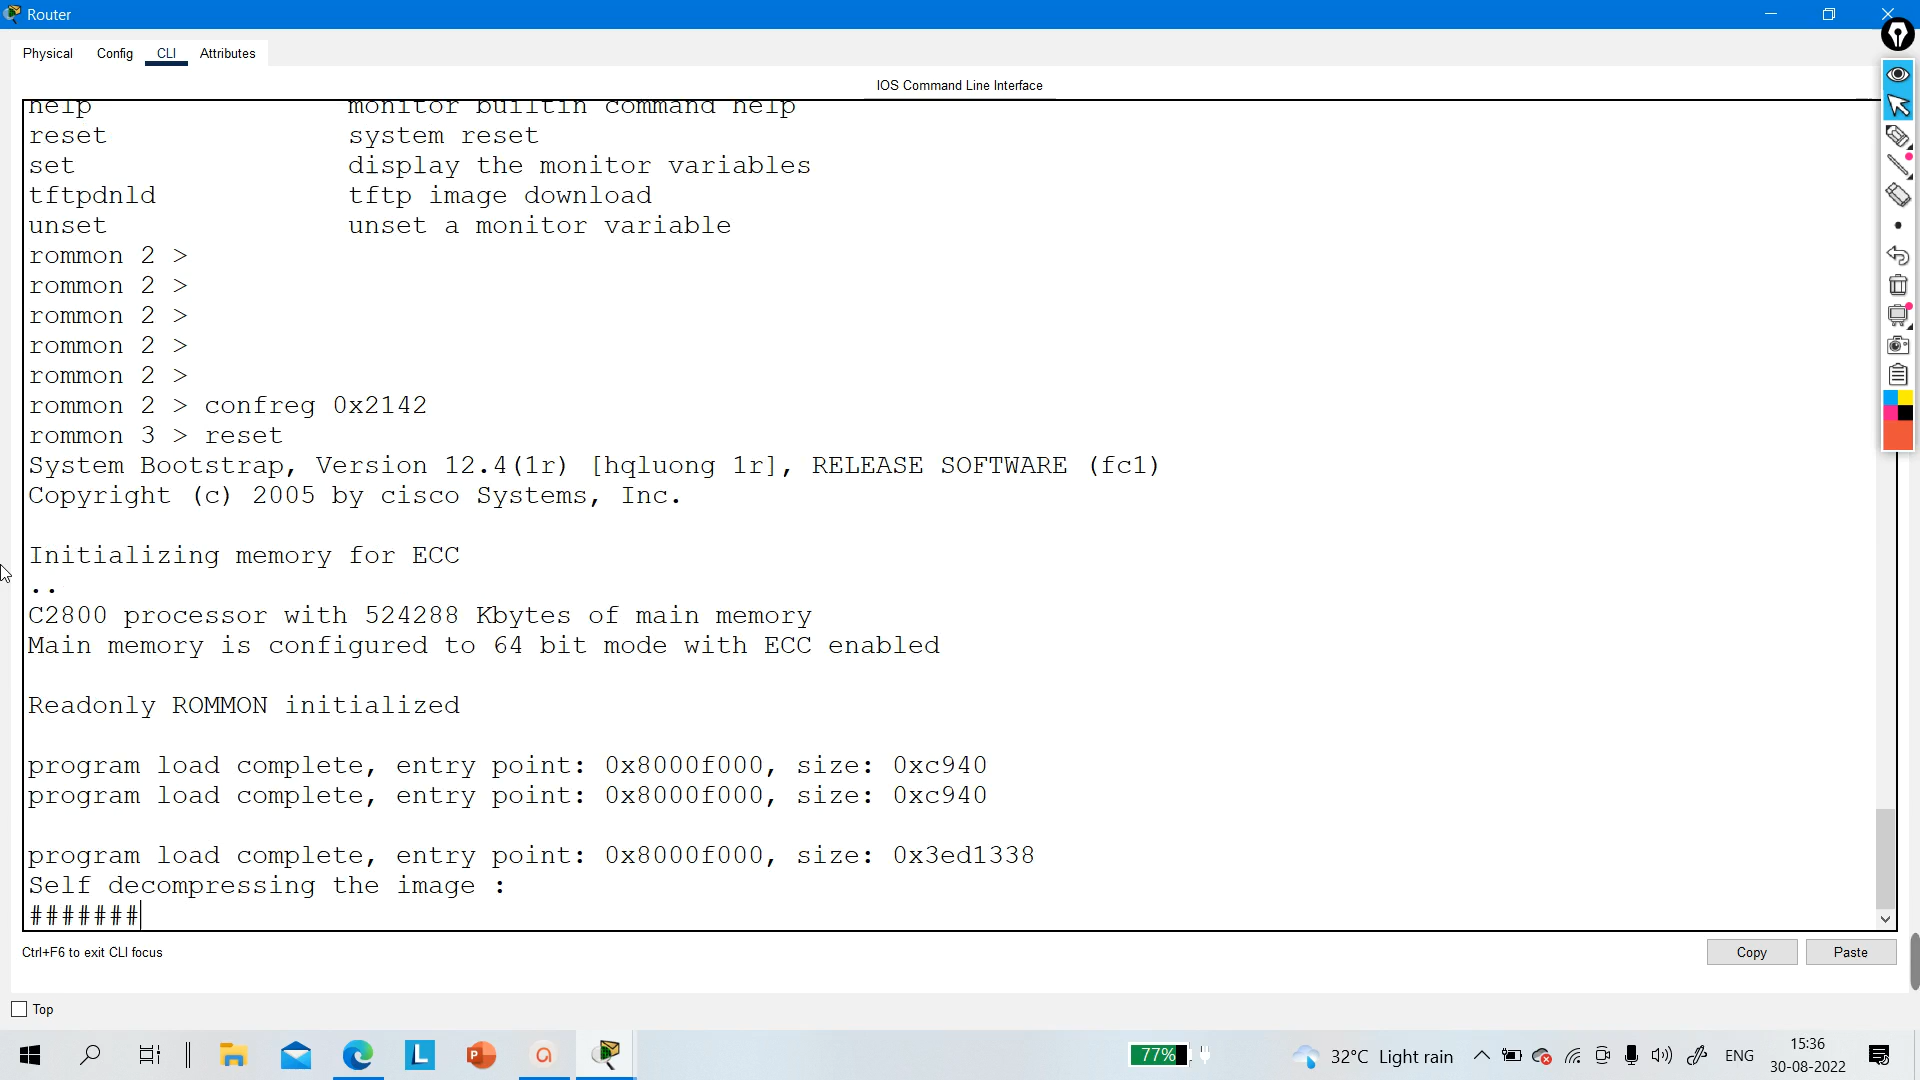 Router
Physical Config CLI Attributes
IOS Command Line Interface
help monitor builtin command help
reset system reset
set display the monitor variables
tftpdnld tftp image download
unset unset a monitor variable
rommon 2 >
rommon 2 >
rommon 2 >
rommon 2 >
rommon 2 >
rommon 2 > confreg 0x2142
rommon 3 > reset
System Bootstrap, Version 12.4(1r) [hqluong 1r], RELEASE SOFTWARE (fc1)
Copyright (c) 2005 by cisco Systems, Inc.
Initializing memory for ECC
..
C2800 processor with 524288 Kbytes of main memory
Main memory is configured to 64 bit mode with ECC enabled
Readonly ROMMON initialized
program load complete, entry point: 0x8000f000, size: 0xc940
program load complete, entry point: 0x8000f000, size: 0xc940
program load complete, entry point: 0x8000f000, size: 0x3ed1338
Self decompressing the image :
#######
Ctrl+F6 to exit CLI focus
Copy Paste
Top
77% 32°C Light rain ENG 15:36
30-08-2022